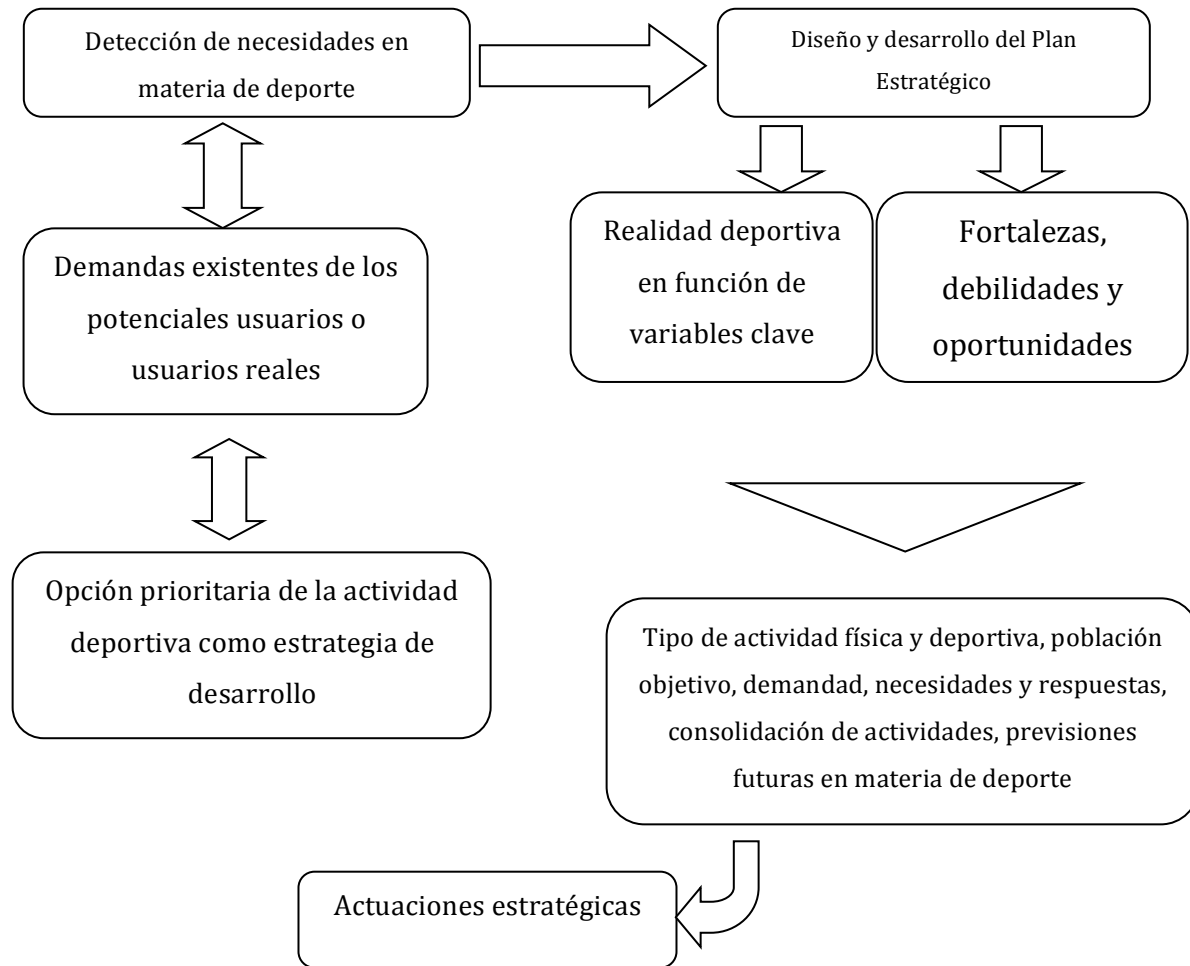 Detección de necesidades en
materia de deporte
Diseño y desarrollo del Plan
Estratégico
Demandas existentes de los
potenciales usuarios o
usuarios reales
Realidad deportiva
en función de
variables clave
Fortalezas,
debilidades y
oportunidades
Opción prioritaria de la actividad
deportiva como estrategia de
desarrollo
Tipo de actividad física y deportiva, población
objetivo, demandad, necesidades y respuestas,
consolidación de actividades, previsiones
futuras en materia de deporte
Actuaciones estratégicas